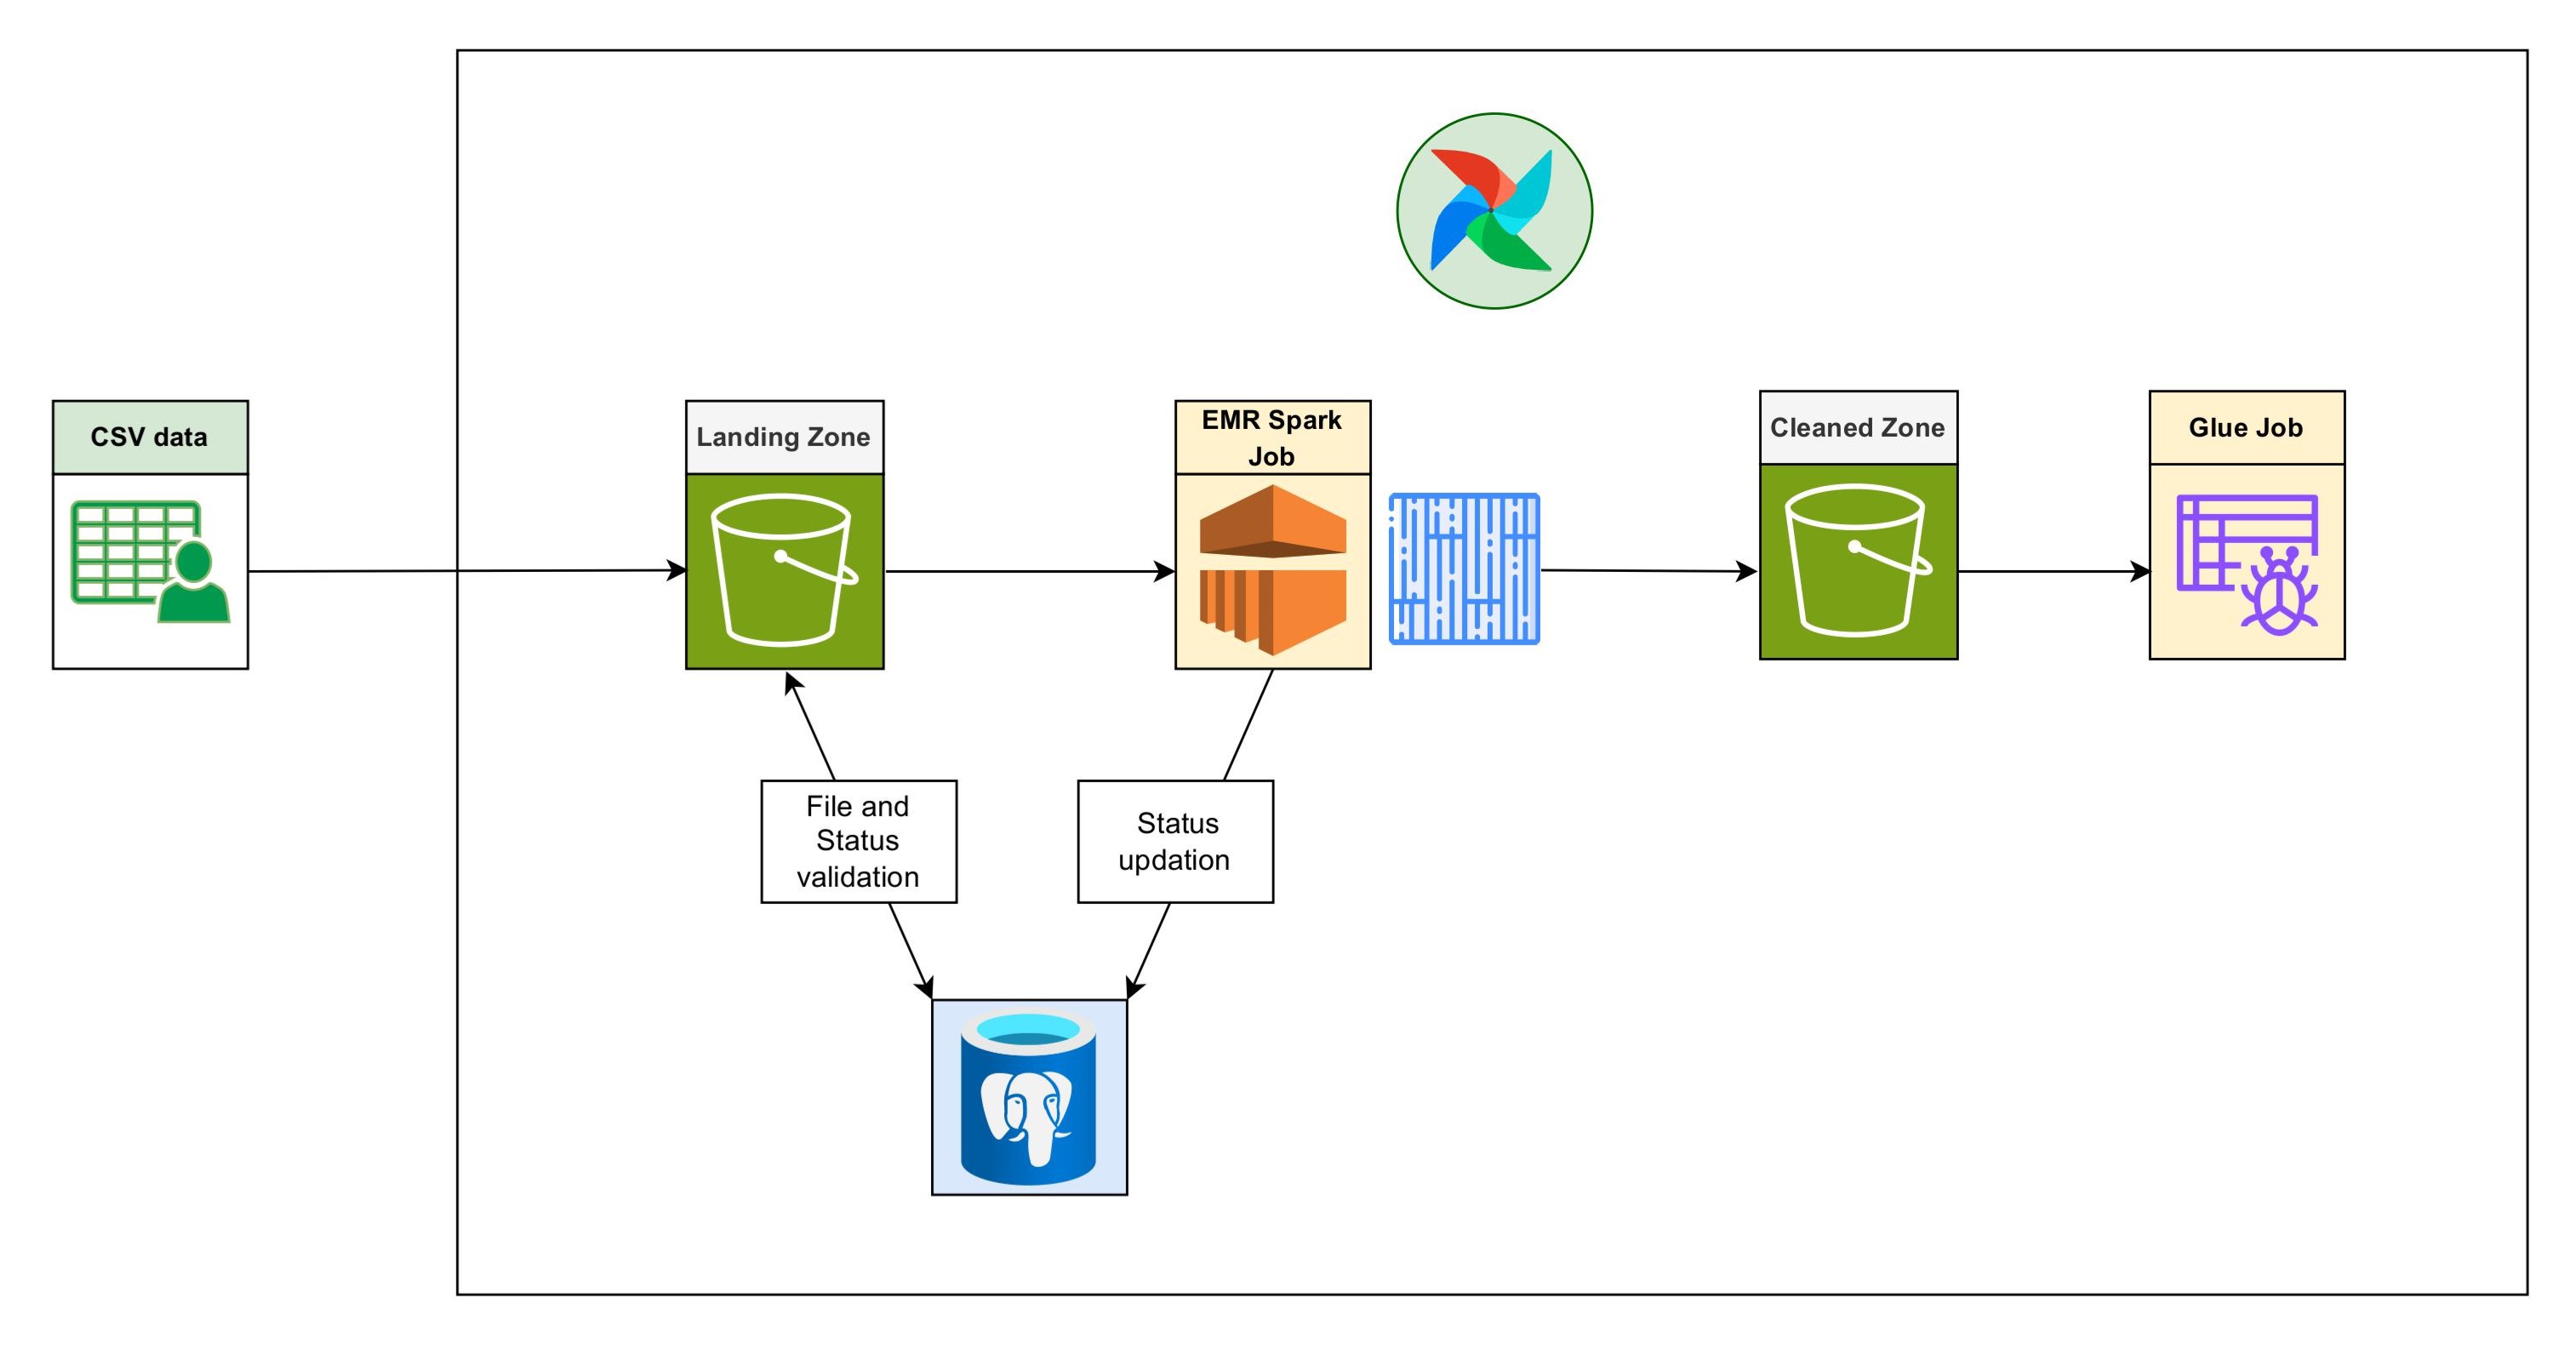 CSV data
Landing Zone
EMR Spark
Job
Cleaned Zone
Glue Job
File and
Status
validation
Status
updation